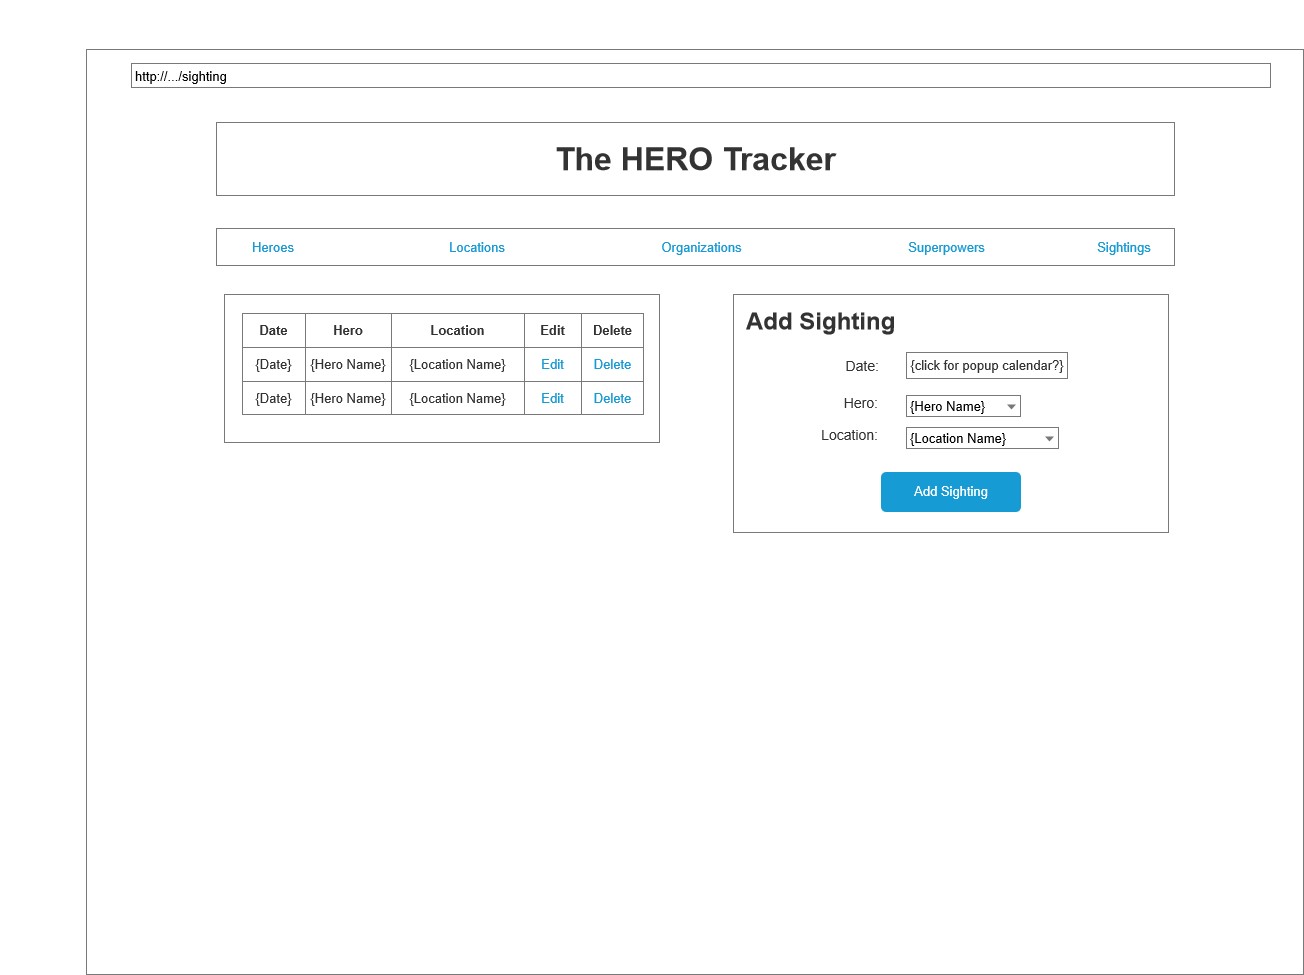 http://.../sighting
The HERO Tracker
Heroes Locations Organizations Superpowers Sightings
Date Hero Location Edit Delete
{Date} {Hero Name} {Location Name} Edit Delete
{Date} {Hero Name} {Location Name} Edit Delete
Add Sighting
Date: {click for popup calendar?}
Hero: {Hero Name}
Location: {Location Name}
Add Sighting